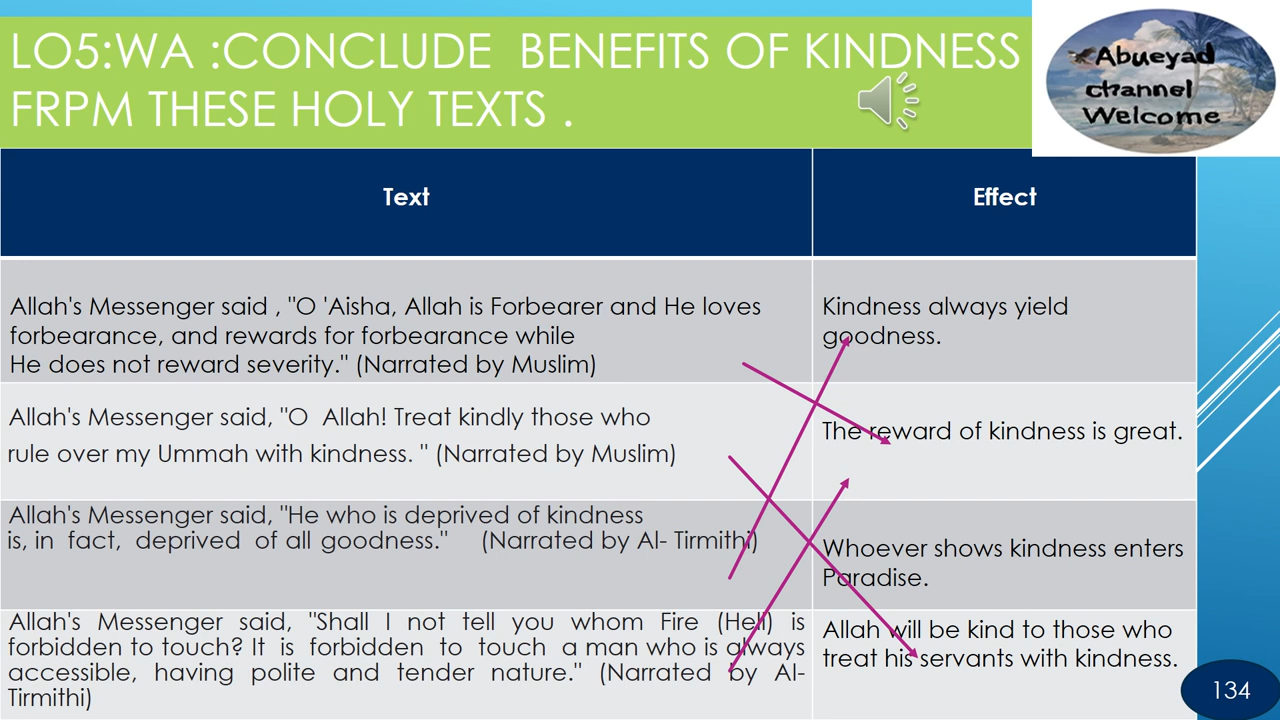 LO5:WA :CONCLUDE BENEFITS OF KINDNESS
FRPM THESE HOLY TEXTS .
Abueyad
channel
Welcome
Text
Effect
Allah's Messenger said , "O 'Aisha, Allah is Forbearer and He loves
forbearance, and rewards for forbearance while
He does not reward severity." (Narrated by Muslim)
Kindness always yield
goodness.
Allah's Messenger said, "O Allah! Treat kindly those who
rule over my Ummah with kindness. " (Narrated by Muslim)
The reward of kindness is great.
Allah's Messenger said, "He who is deprived of kindness
is, in fact, deprived of all goodness." (Narrated by Al- Tirmithi)
Whoever shows kindness enters
Paradise.
Allah's Messenger said, "Shall I not tell you whom Fire (Hell) is
forbidden to touch? It is forbidden to touch a man who is always
accessible, having polite and tender nature." (Narrated by Al-
Tirmithi)
Allah will be kind to those who
treat his servants with kindness.
134